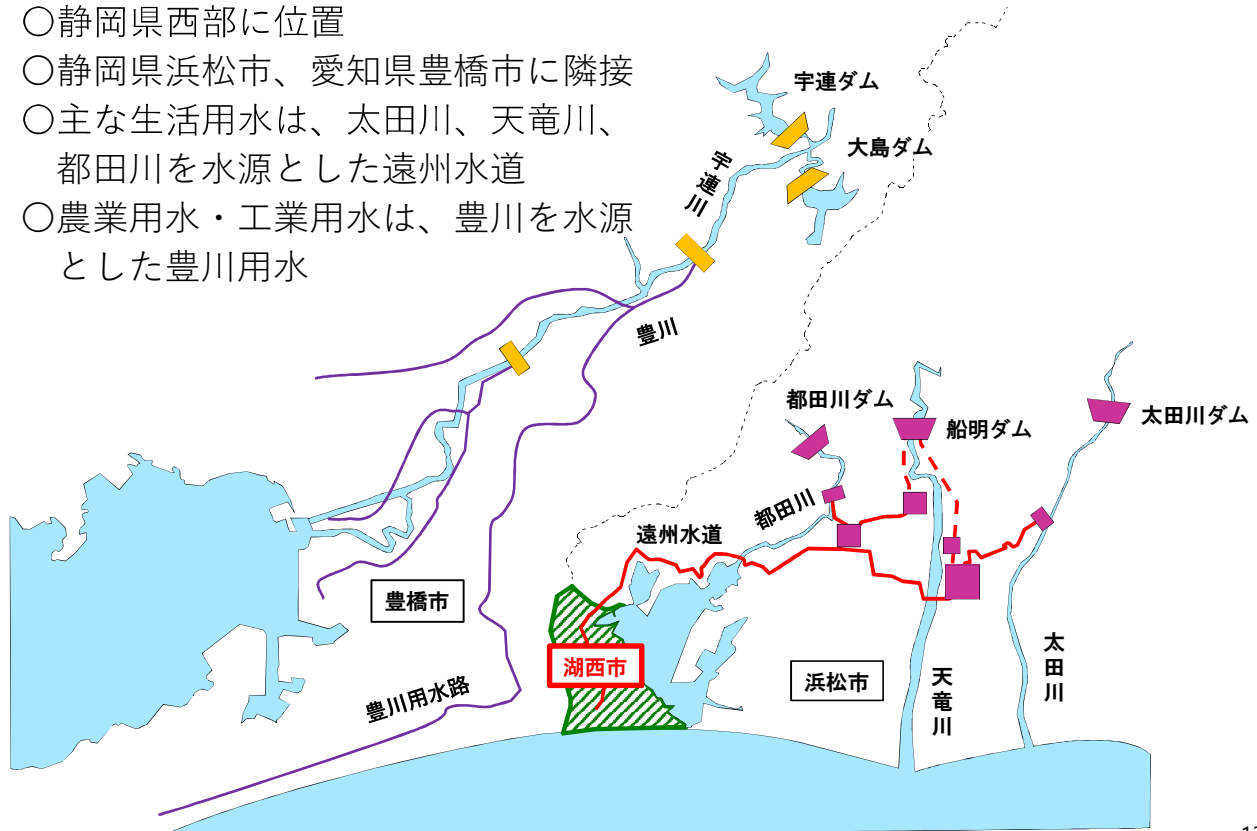 ○静岡県西部に位置
○静岡県浜松市、愛知県豊橋市に隣接
○主な生活用水は、太田川、天竜川、
都田川を水源とした遠州水道
○農業用水・工業用水は、豊川を水源
とした豊川用水
宇連ダム
大島ダム
宇連川
豊川
都田川ダム
船明ダム
太田川ダム
都田川
遠州水道
豊橋市
湖西市
浜松市
天竜川
太田川
豊川用水路